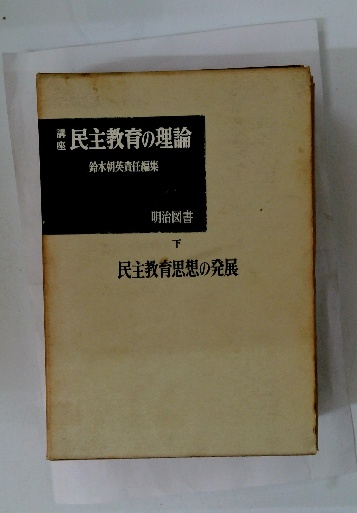 講座 民主教育の理論
鈴木朝英責任編集
明治図書
下
民主教育思想の発展